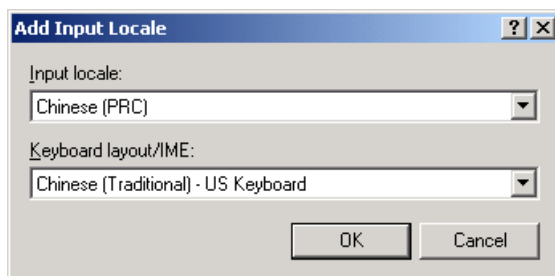 Add Input Locale
Input locale:
Chinese (PRC)
Keyboard layout/IME:
Chinese (Traditional) - US Keyboard
OK Cancel